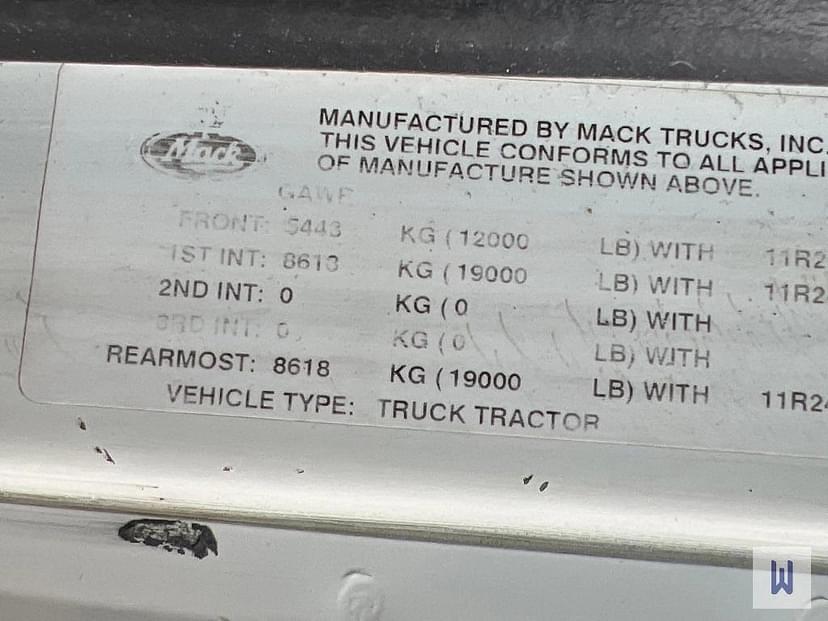 Mack
MANUFACTURED BY MACK TRUCKS, INC.
THIS VEHICLE CONFORMS TO ALL APPLI
OF MANUFACTURE SHOWN ABOVE.
GAWR
FRONT: 5443 KG (12000 LB) WITH 11R2
1ST INT: 8618 KG (19000 LB) WITH 11R2
2ND INT: 0 KG (0 LB) WITH
3RD INT: 0 KG (0 LB) WITH
REARMOST: 8618 KG (19000 LB) WITH 11R24
VEHICLE TYPE: TRUCK TRACTOR
W